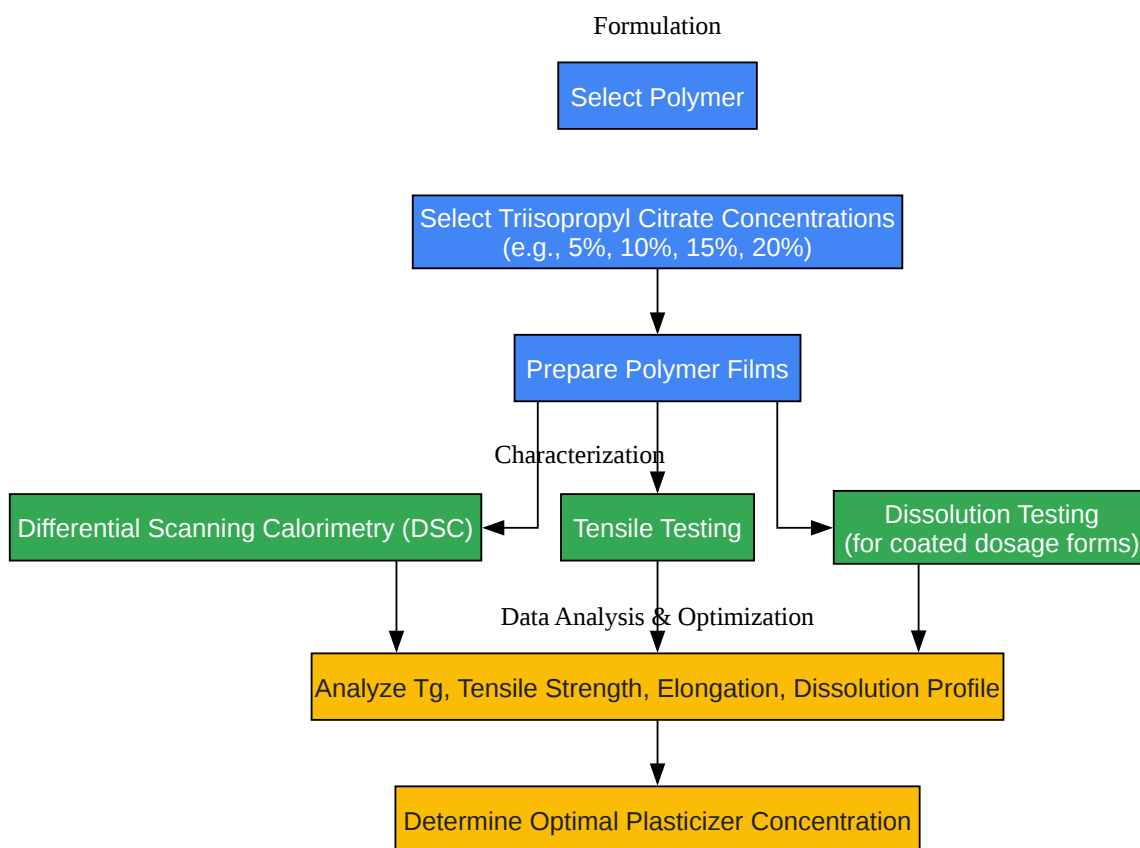 Formulation
Select Polymer
Select Triisopropyl Citrate Concentrations
(e.g., 5%, 10%, 15%, 20%)
Prepare Polymer Films
Characterization
Differential Scanning Calorimetry (DSC)
Tensile Testing
Dissolution Testing
(for coated dosage forms)
Data Analysis & Optimization
Analyze Tg, Tensile Strength, Elongation, Dissolution Profile
Determine Optimal Plasticizer Concentration